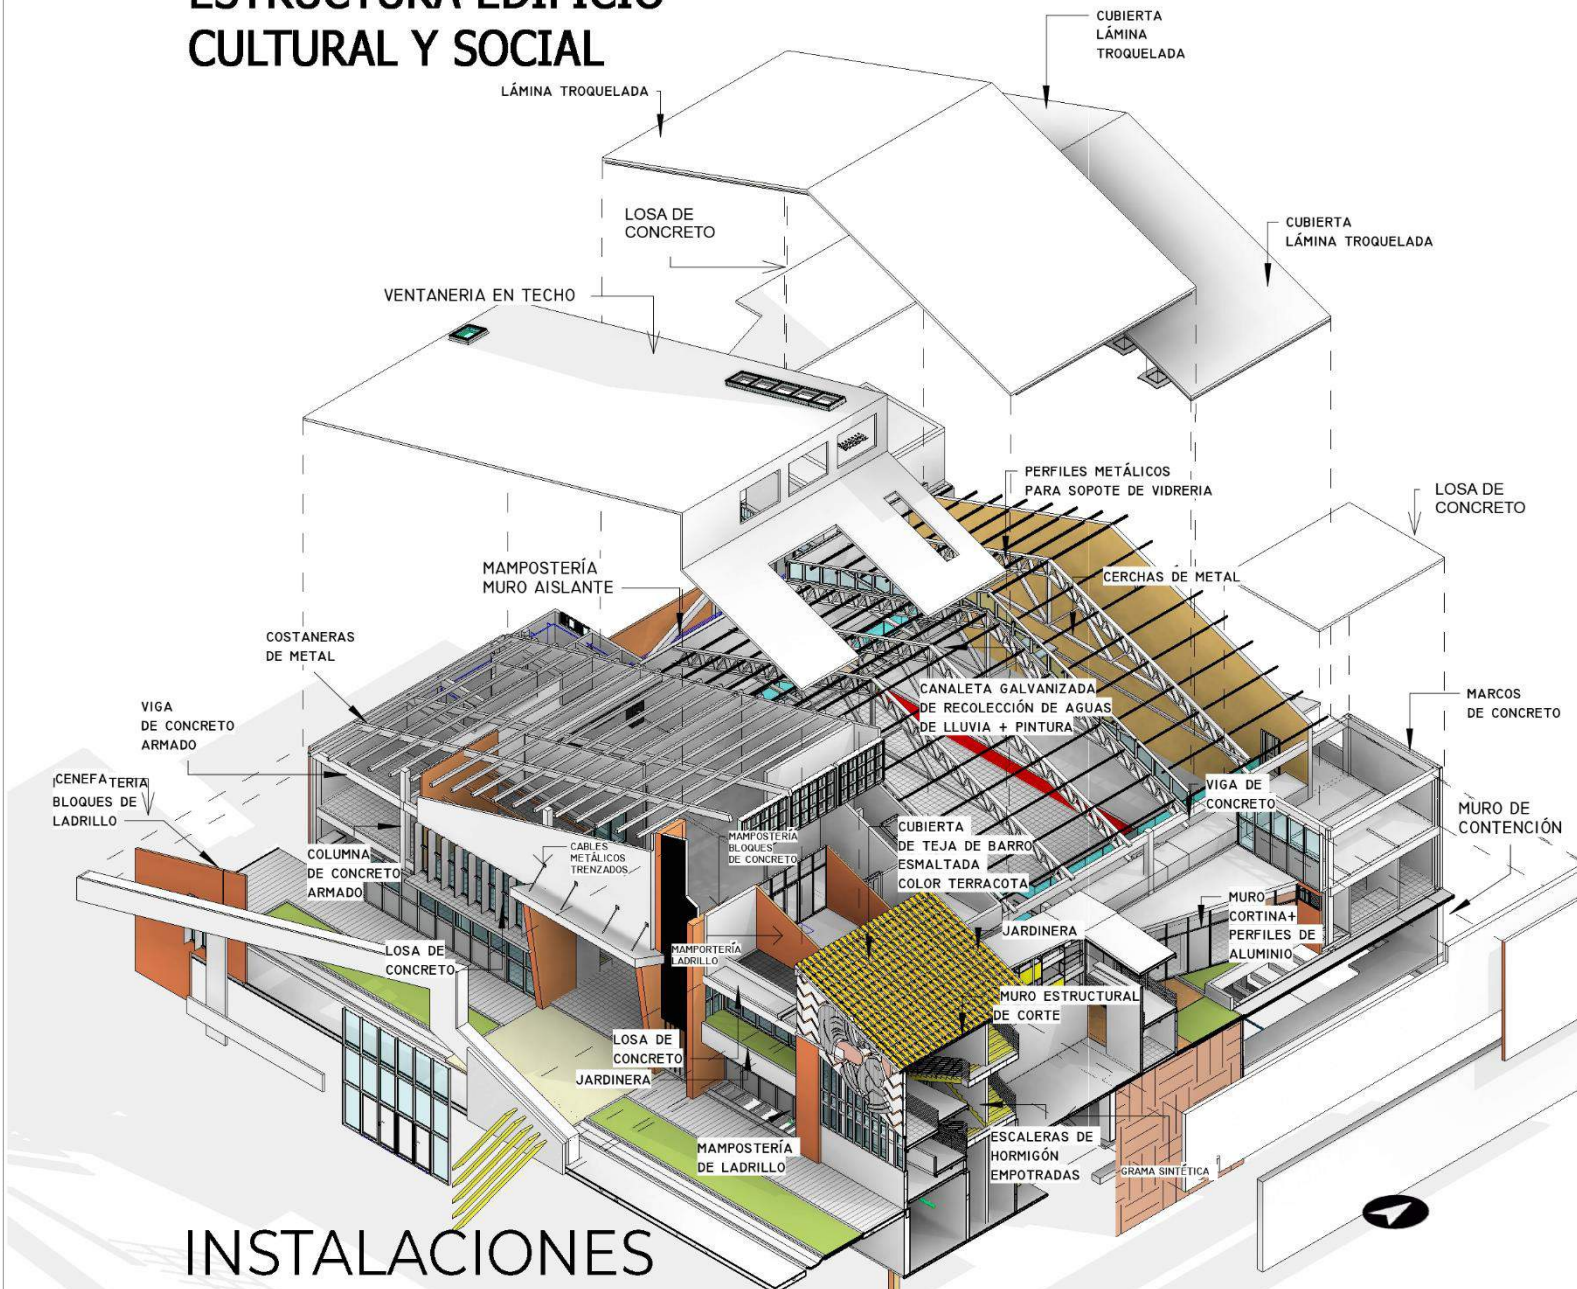 ESTRUCTURA EDIFICIO
CULTURAL Y SOCIAL
CUBIERTA
LÁMINA
TROQUELADA
LÁMINA TROQUELADA
LOSA DE
CONCRETO
CUBIERTA
LÁMINA TROQUELADA
VENTANERIA EN TECHO
PERFILES METÁLICOS
PARA SOPOTE DE VIDRERIA
LOSA DE
CONCRETO
MAMPOSTERÍA
MURO AISLANTE
CERCHAS DE METAL
COSTANERAS
DE METAL
CANALETA GALVANIZADA
DE RECOLECCIÓN DE AGUAS
DE LLUVIA + PINTURA
MARCOS
DE CONCRETO
VIGA
DE CONCRETO
ARMADO
CENEFA
TERIA
BLOQUES DE
LADRILLO
VIGA DE
CONCRETO
MURO DE
CONTENCIÓN
MAMPOSTERÍA
BLOQUES
DE CONCRETO
CUBIERTA
DE TEJA DE BARRO
ESMALTADA
COLOR TERRACOTA
CABLES
METÁLICOS
TRENZADOS
COLUMNA
DE CONCRETO
ARMADO
MURO
CORTINA+
PERFILES DE
ALUMINIO
JARDINERA
LOSA DE
CONCRETO
MAMPORTERÍA
LADRILLO
MURO ESTRUCTURAL
DE CORTE
LOSA DE
CONCRETO
JARDINERA
MAMPOSTERÍA
DE LADRILLO
ESCALERAS DE
HORMIGÓN
EMPOTRADAS
GRAMA SINTÉTICA
INSTALACIONES